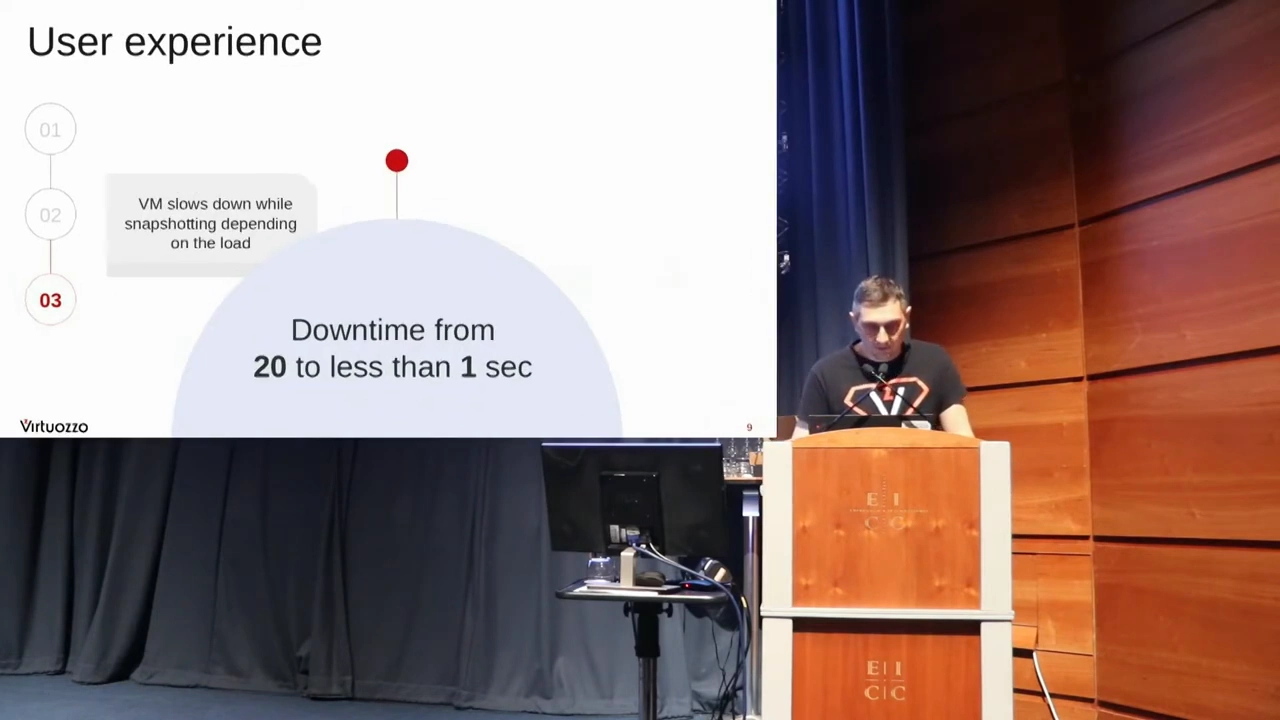 User experience
01
02
03
VM slows down while
snapshotting depending
on the load
Downtime from
20 to less than 1 sec
Virtuozzo
9
E I
C C
E I
C C